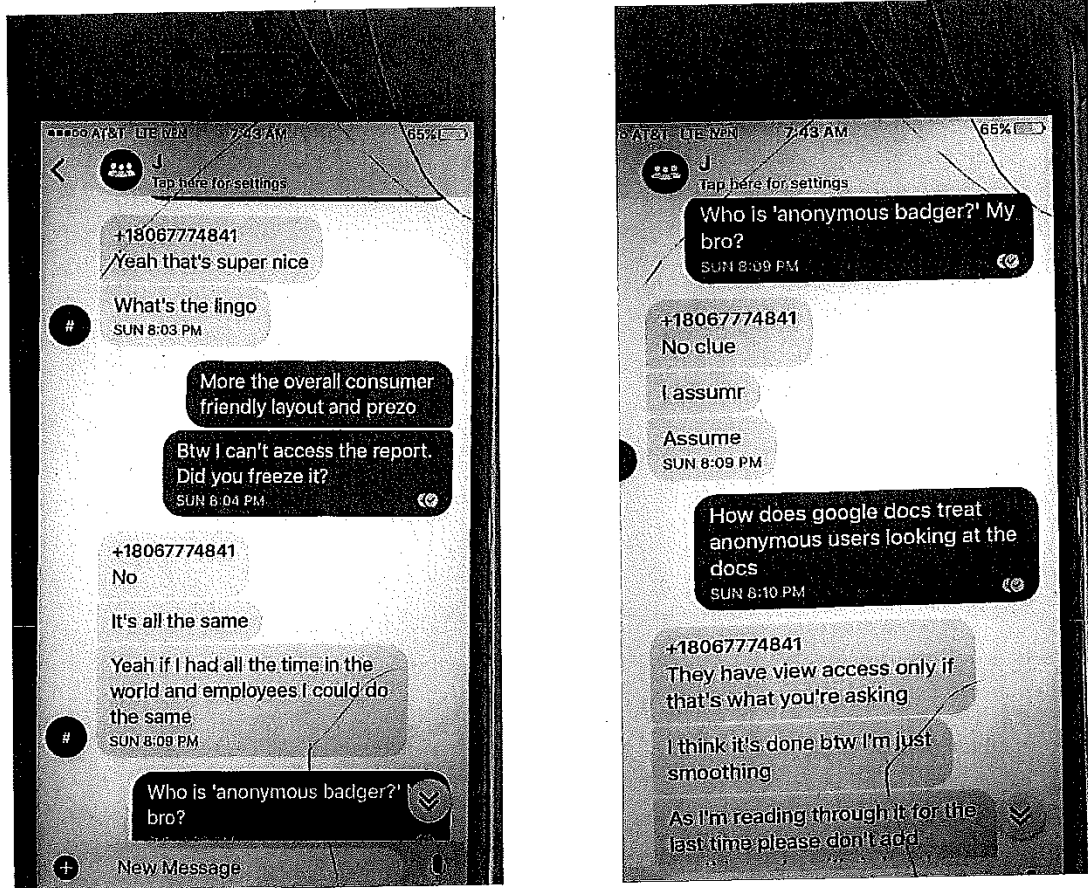 AT&T LTE VPN 7:43 AM 65%
J
Tap here for settings
+18067774841
Yeah that's super nice
What's the lingo
#
SUN 8:03 PM
More the overall consumer
friendly layout and prezo
Btw I can't access the report.
Did you freeze it?
SUN 8:04 PM
+18067774841
No
It's all the same
Yeah if I had all the time in the
world and employees I could do
the same
#
SUN 8:09 PM
Who is 'anonymous badger?'
bro?
New Message
AT&T LTE VPN 7:43 AM 65%
J
Tap here for settings
Who is 'anonymous badger?' My
bro?
SUN 8:09 PM
+18067774841
No clue
I assumr
Assume
SUN 8:09 PM
How does google docs treat
anonymous users looking at the
docs
SUN 8:10 PM
+18067774841
They have view access only if
that's what you're asking
I think it's done btw I'm just
smoothing
As I'm reading through it for the
last time please don't add